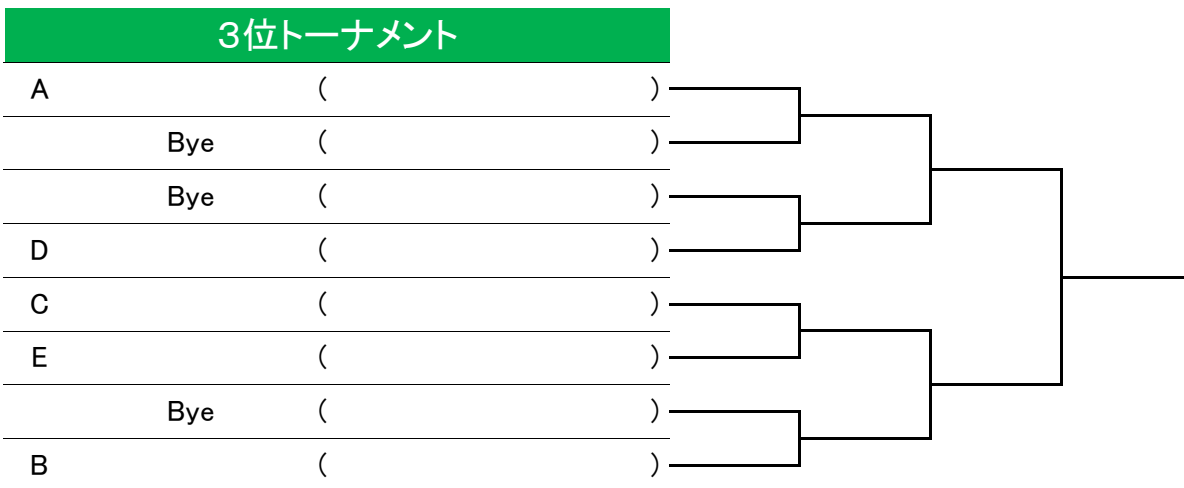 ３位トーナメント
A ( )
Bye ( )
Bye ( )
D ( )
C ( )
E ( )
Bye ( )
B ( )